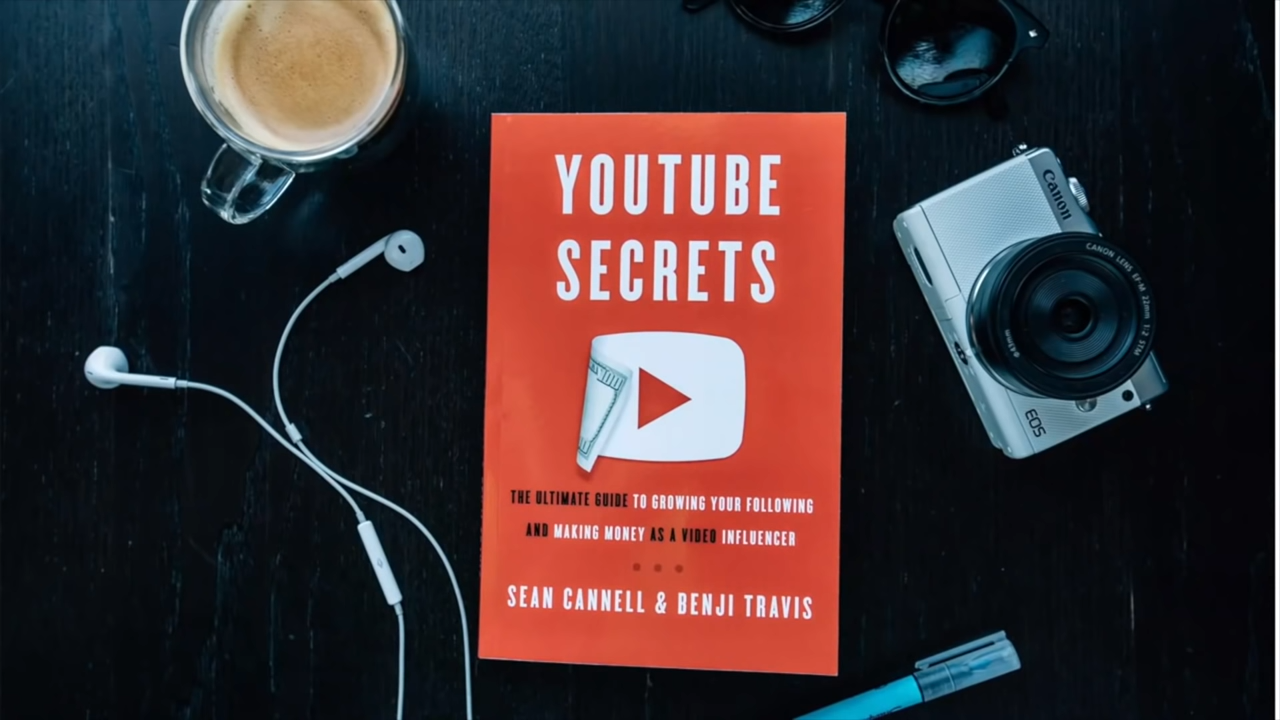 YOUTUBE
SECRETS
THE ULTIMATE GUIDE TO GROWING YOUR FOLLOWING
AND MAKING MONEY AS A VIDEO INFLUENCER
SEAN CANNELL & BENJI TRAVIS
Canon
CANON LENS EF-M 22mm 1:2 STM
ø43mm
EOS